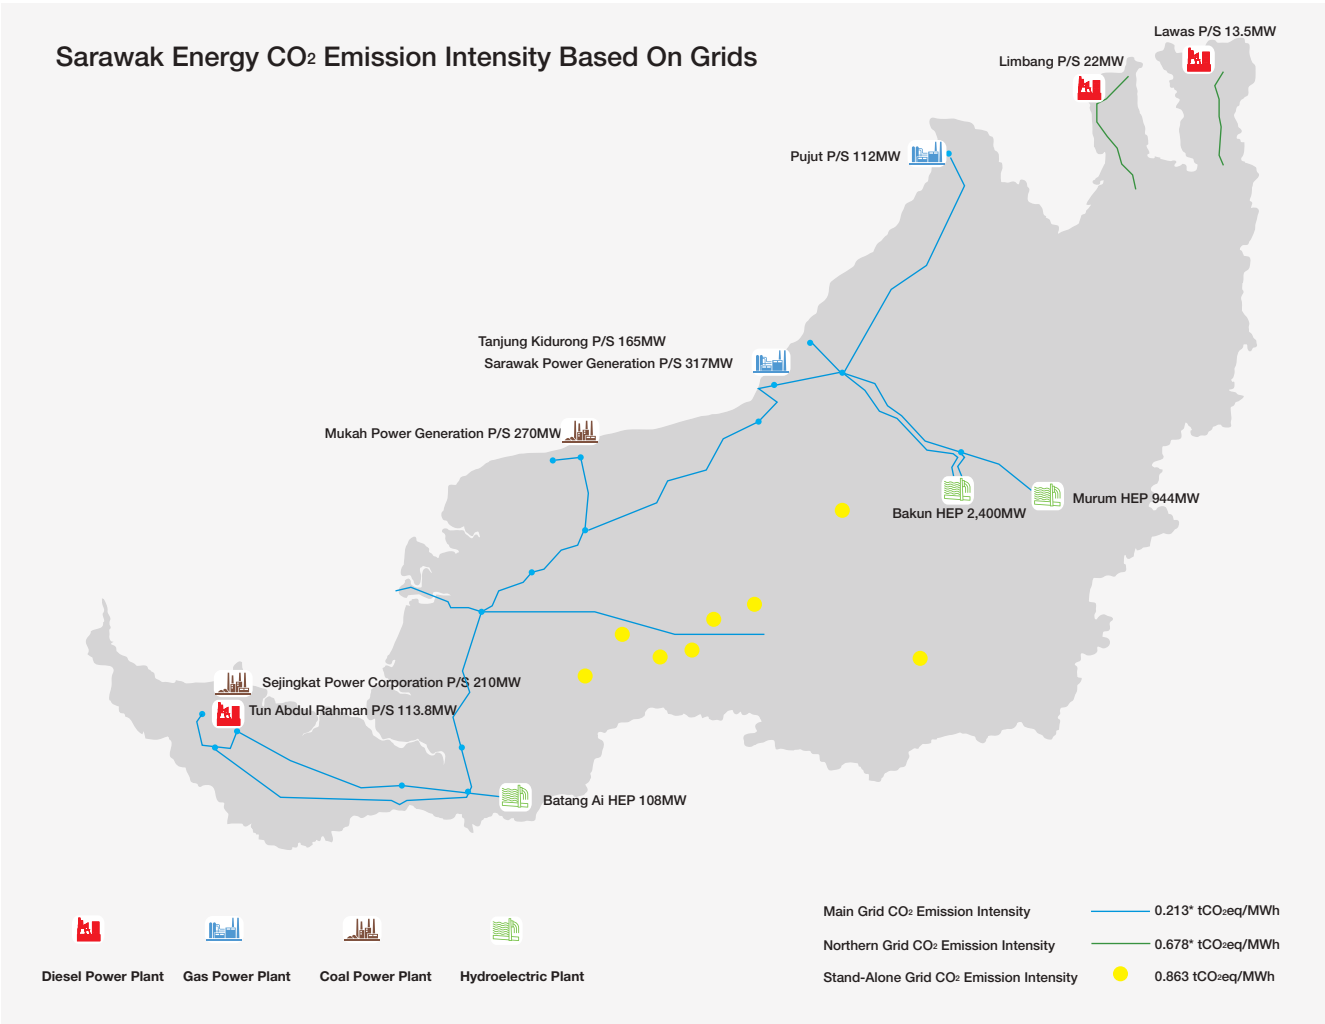 Sarawak Energy CO2 Emission Intensity Based On Grids
Lawas P/S 13.5MW
Limbang P/S 22MW
Pujut P/S 112MW
Tanjung Kidurong P/S 165MW
Sarawak Power Generation P/S 317MW
Mukah Power Generation P/S 270MW
Murum HEP 944MW
Bakun HEP 2,400MW
Sejingkat Power Corporation P/S 210MW
Tun Abdul Rahman P/S 113.8MW
Batang Ai HEP 108MW
Diesel Power Plant
Gas Power Plant
Coal Power Plant
Hydroelectric Plant
Main Grid CO2 Emission Intensity 0.213* tCO2eq/MWh
Northern Grid CO2 Emission Intensity 0.678* tCO2eq/MWh
Stand-Alone Grid CO2 Emission Intensity 0.863 tCO2eq/MWh